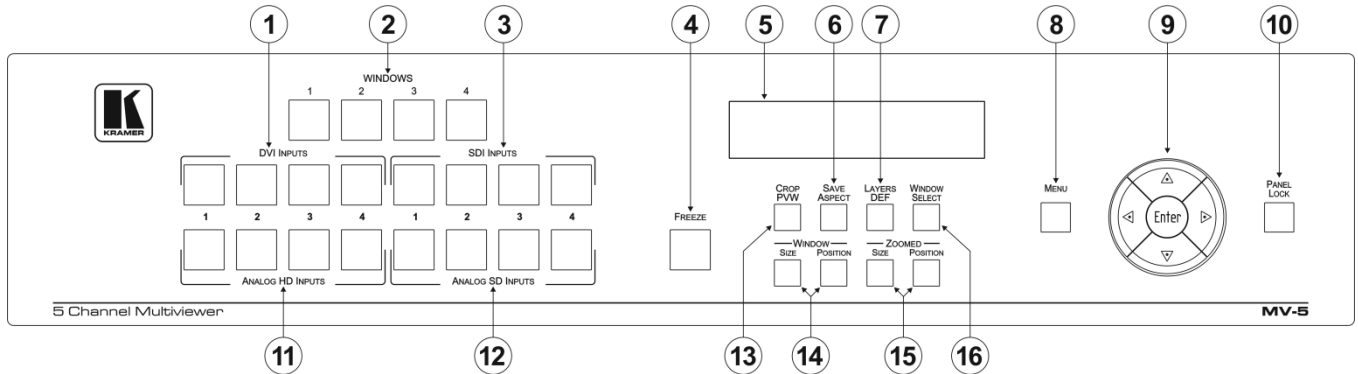 1 2 3 4 5 6 7 8 9 10
WINDOWS
1 2 3 4
K
KRAMER
DVI INPUTS SDI INPUTS
CROP PVW
SAVE ASPECT
LAYERS DEF
WINDOW SELECT
MENU
Enter
PANEL LOCK
1 2 3 4 1 2 3 4
FREEZE
WINDOW
SIZE POSITION
ZOOMED
SIZE POSITION
ANALOG HD INPUTS ANALOG SD INPUTS
5 Channel Multiviewer
MV-5
11 12 13 14 15 16